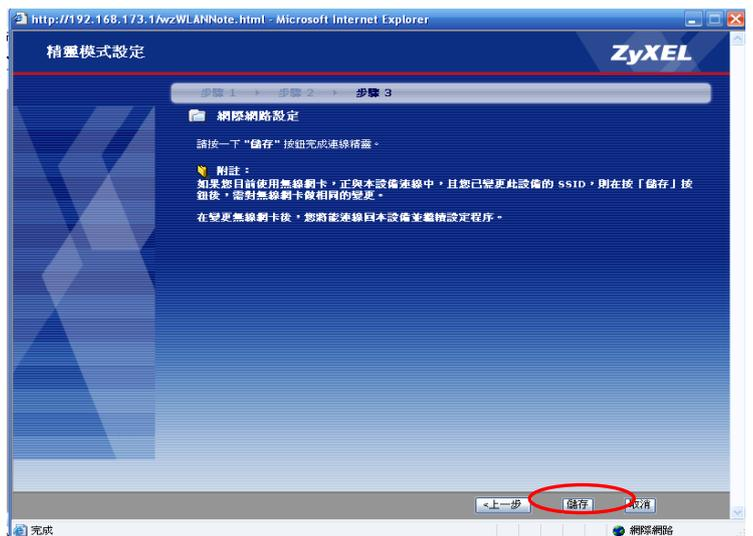 http://192.168.173.1/wzWLANNote.html - Microsoft Internet Explorer
精靈模式設定
ZyXEL
步驟 1 › 步驟 2 › 步驟 3
網際網路設定
請按一下 "儲存" 按鈕完成連線精靈。
附註：
如果您目前使用無線網卡，正與本設備連線中，且您已變更此設備的 SSID，則在按「儲存」按
鈕後，需對無線網卡做相同的變更。
在變更無線網卡後，您將能連線回本設備並繼續設定程序。
<上一步
儲存
取消
完成
網際網路